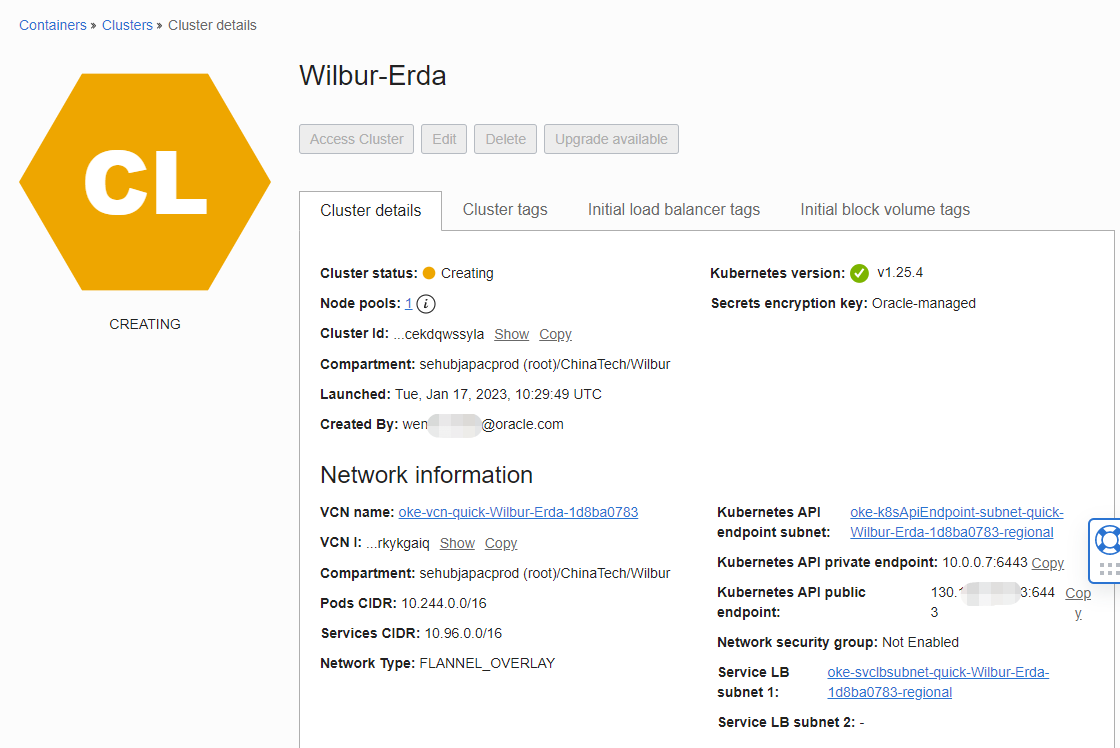 Containers » Clusters » Cluster details
CL
CREATING
Wilbur-Erda
Access Cluster Edit Delete Upgrade available
Cluster details Cluster tags Initial load balancer tags Initial block volume tags
Cluster status: Creating
Node pools: 1 i
Cluster Id: ...cekdqwssyla Show Copy
Compartment: sehubjapacprod (root)/ChinaTech/Wilbur
Launched: Tue, Jan 17, 2023, 10:29:49 UTC
Created By: wen @oracle.com
Kubernetes version: v1.25.4
Secrets encryption key: Oracle-managed
Network information
VCN name: oke-vcn-quick-Wilbur-Erda-1d8ba0783
VCN I: ...rkykgaiq Show Copy
Compartment: sehubjapacprod (root)/ChinaTech/Wilbur
Pods CIDR: 10.244.0.0/16
Services CIDR: 10.96.0.0/16
Network Type: FLANNEL_OVERLAY
Kubernetes API oke-k8sApiEndpoint-subnet-quick-
endpoint subnet: Wilbur-Erda-1d8ba0783-regional
Kubernetes API private endpoint: 10.0.0.7:6443 Copy
Kubernetes API public 130. 3:644 Cop
endpoint: 3 y
Network security group: Not Enabled
Service LB oke-svclbsubnet-quick-Wilbur-Erda-
subnet 1: 1d8ba0783-regional
Service LB subnet 2: -